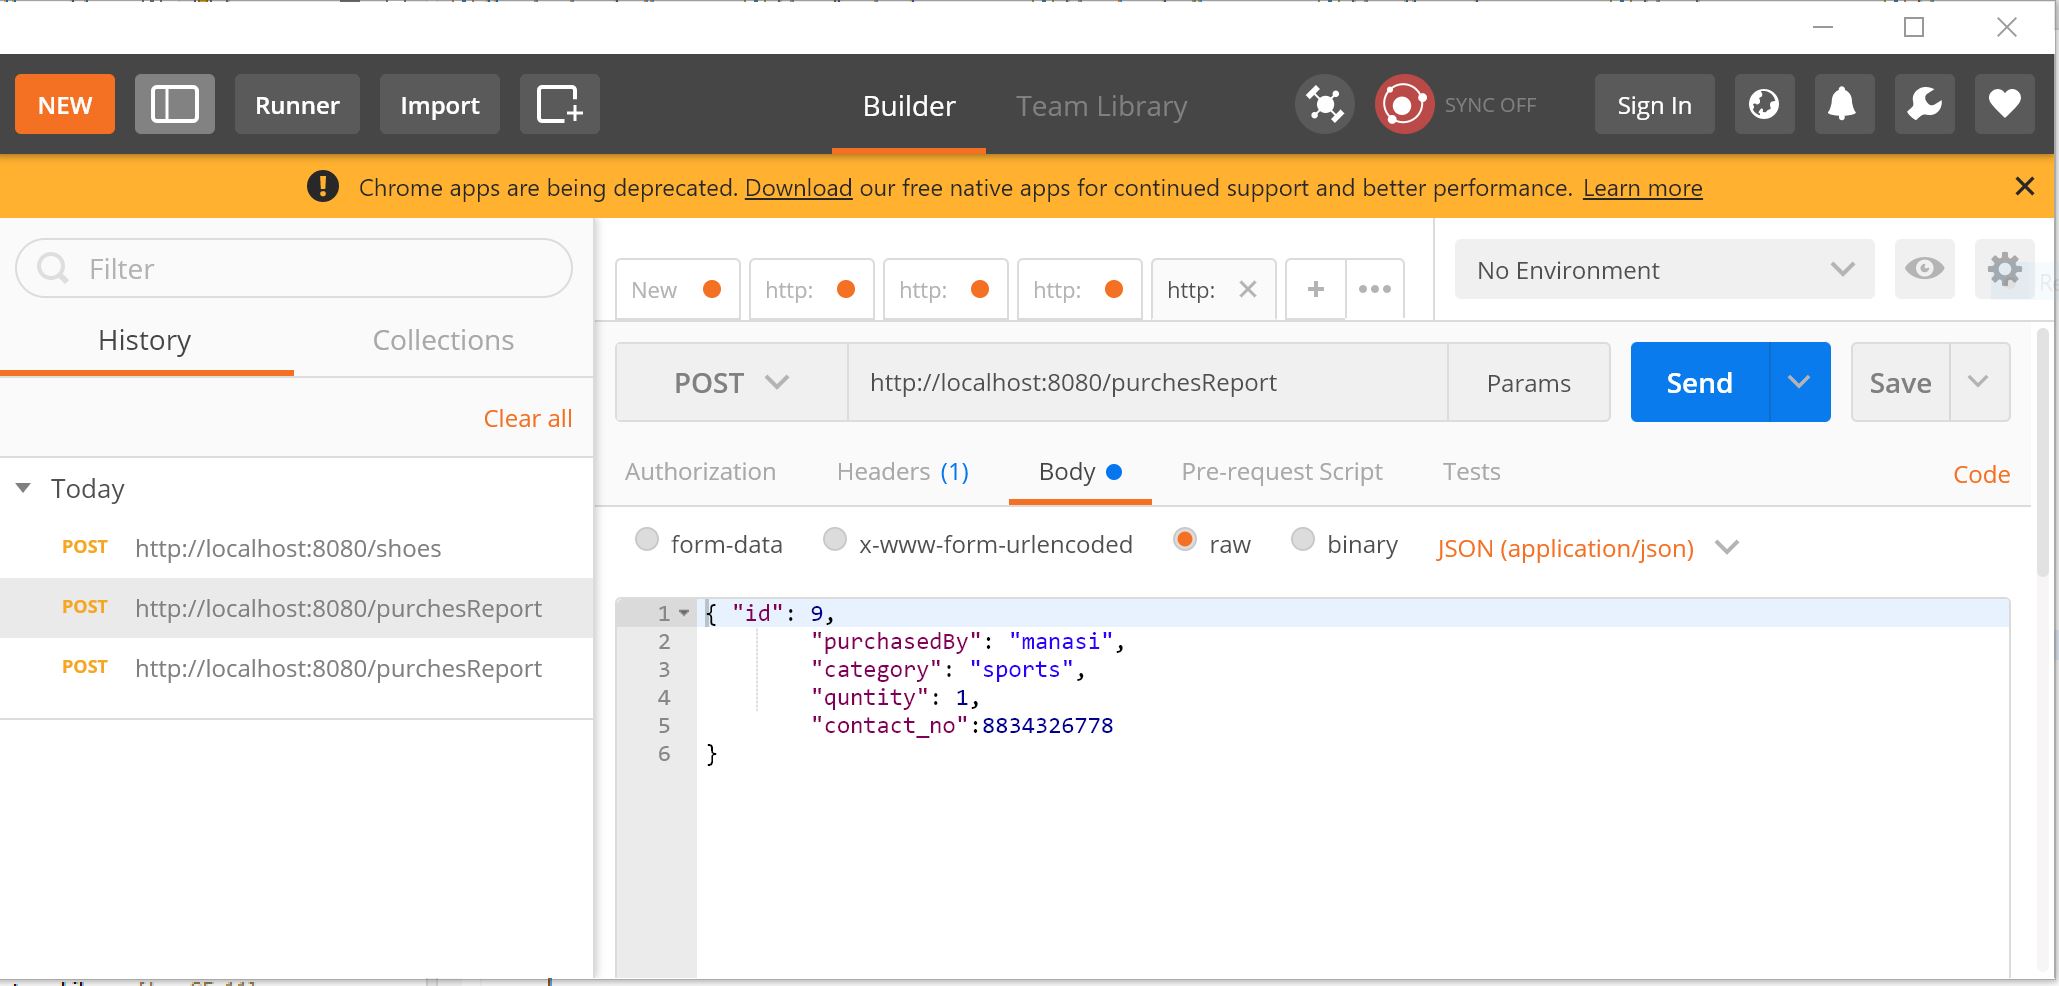 NEW Runner Import Builder Team Library SYNC OFF Sign In
Chrome apps are being deprecated. Download our free native apps for continued support and better performance. Learn more
Filter
History Collections
Clear all
Today
POST http://localhost:8080/shoes
POST http://localhost:8080/purchesReport
POST http://localhost:8080/purchesReport
New http: http: http: http: + •••
No Environment
POST http://localhost:8080/purchesReport Params Send Save
Authorization Headers (1) Body Pre-request Script Tests Code
form-data x-www-form-urlencoded raw binary JSON (application/json)
1 { "id": 9,
2 "purchasedBy": "manasi",
3 "category": "sports",
4 "quntity": 1,
5 "contact_no":8834326778
6 }